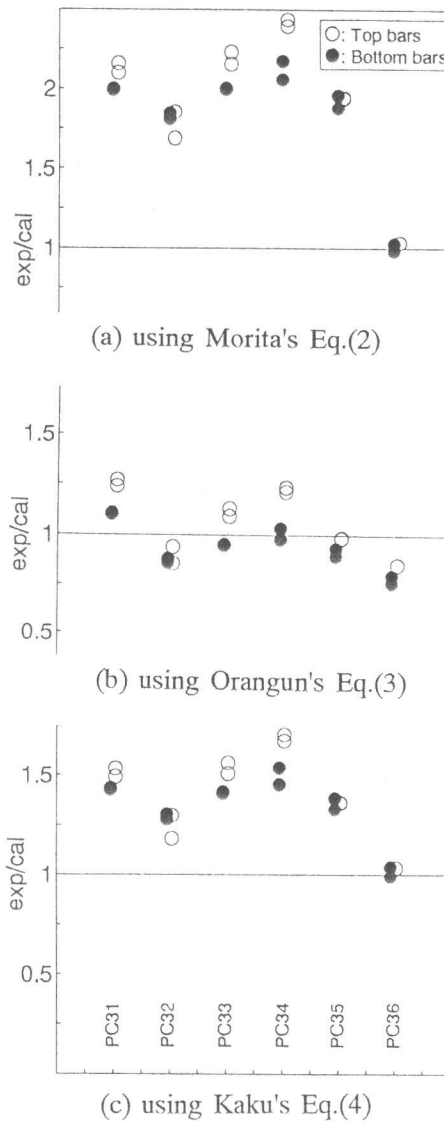 ○: Top bars
●: Bottom bars
2
1.5
1
exp/cal
(a) using Morita's Eq.(2)
1.5
1
0.5
exp/cal
(b) using Orangun's Eq.(3)
1.5
1
0.5
exp/cal
PC31
PC32
PC33
PC34
PC35
PC36
(c) using Kaku's Eq.(4)